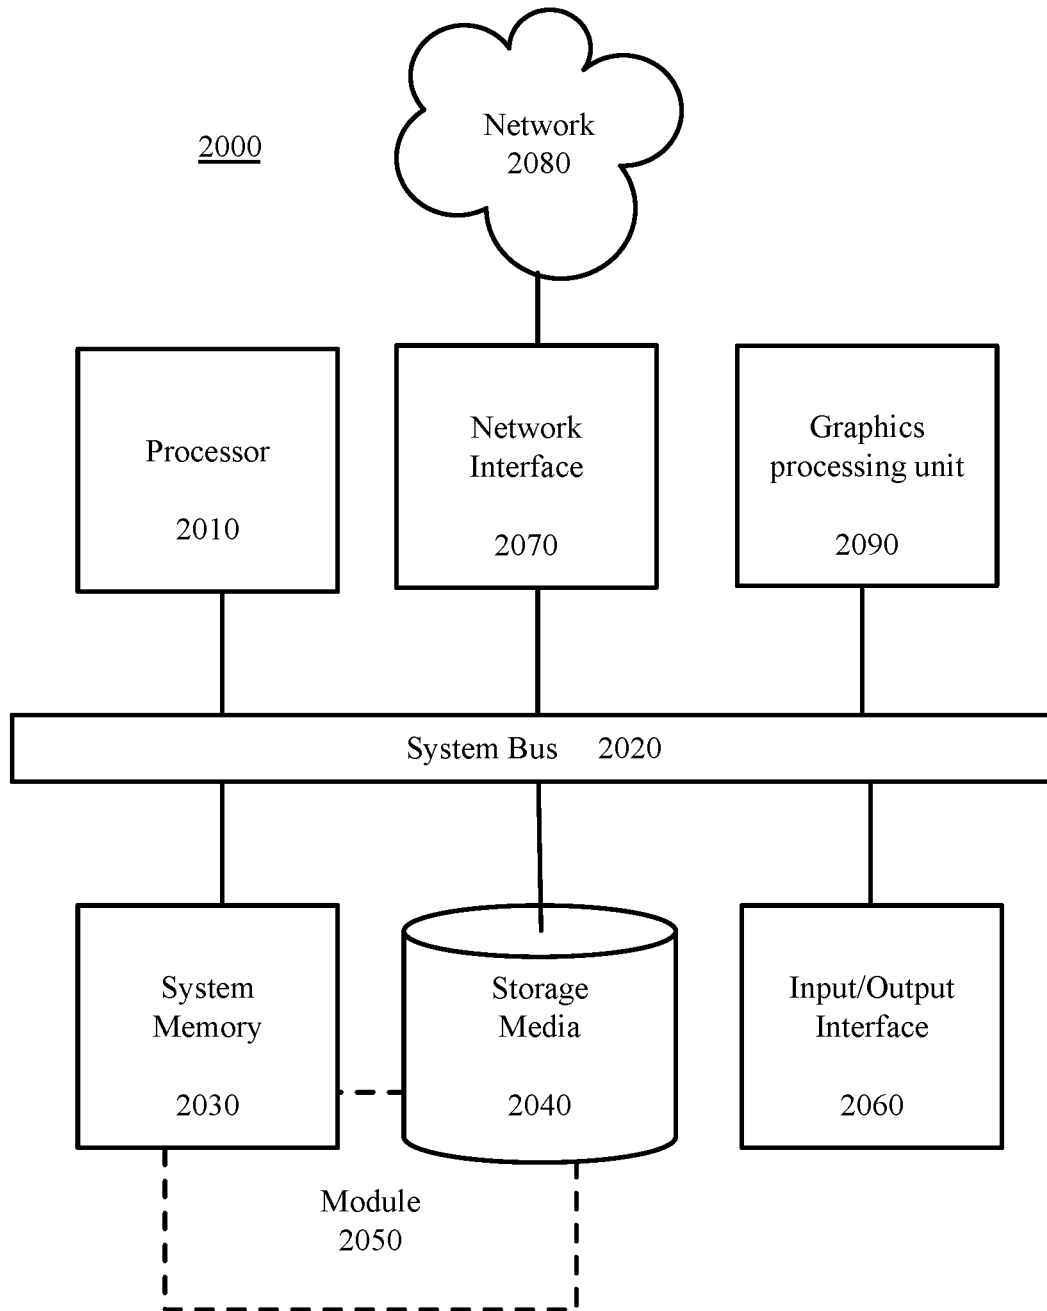 Network
2080
2000
Processor
2010
Network
Interface
2070
Graphics
processing unit
2090
System Bus 2020
System
Memory
2030
Storage
Media
2040
Input/Output
Interface
2060
Module
2050